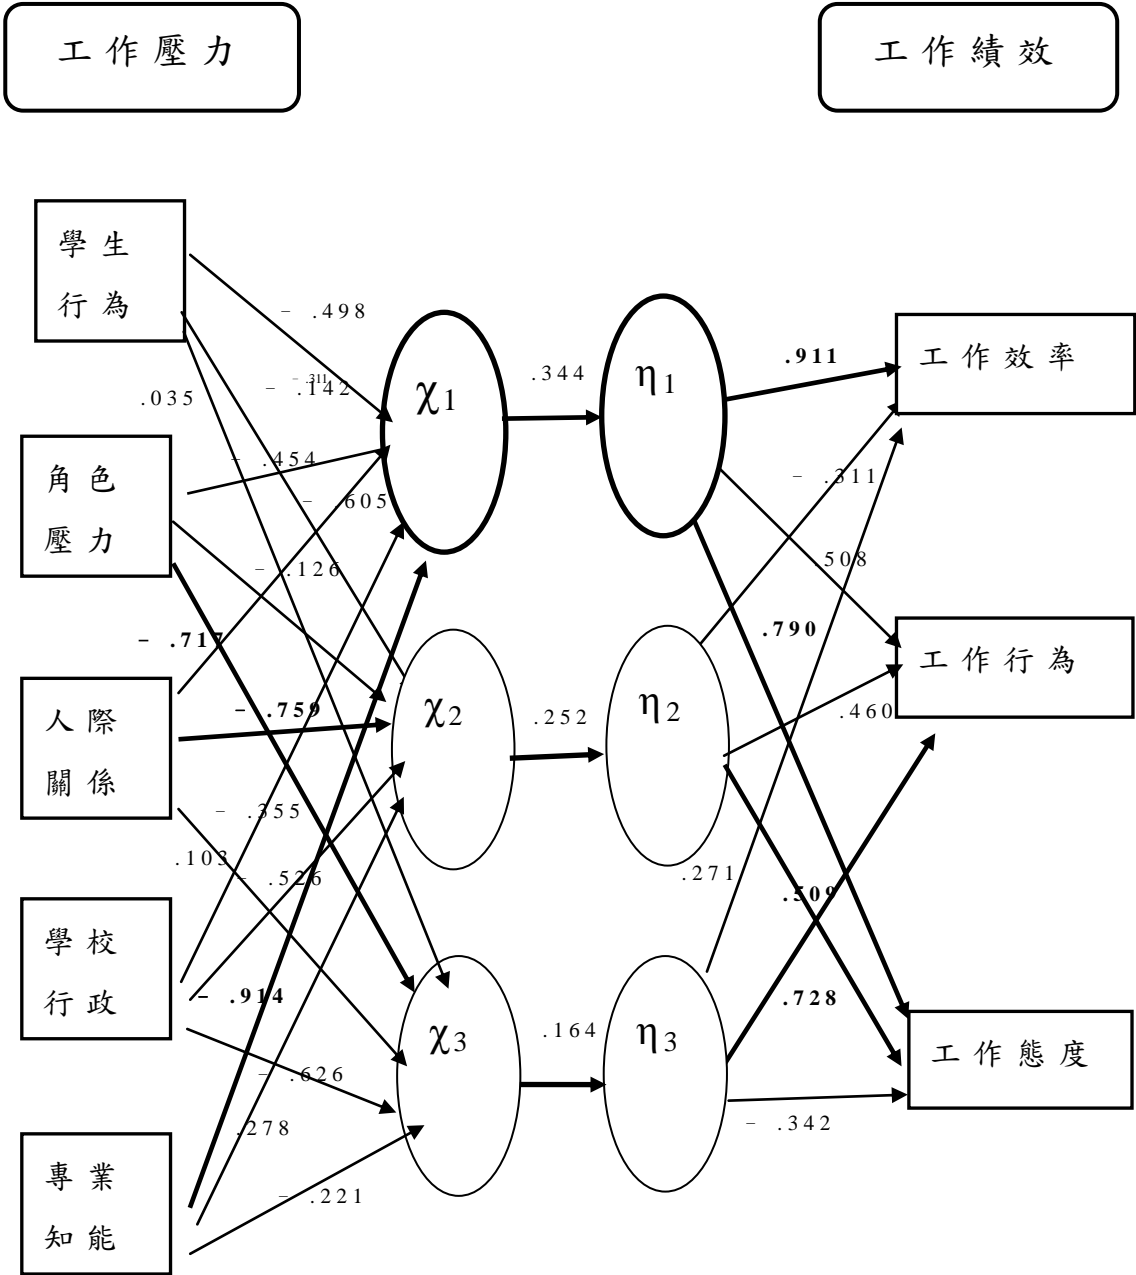 工作壓力
工作績效
學生
行為
- .498
.911
工作效率
.344
χ1
η1
- .311
- .142
.035
角色
壓力
- .454
- .605
- .311
- .126
.508
- .717
.790
工作行為
人際
關係
- .759
χ2
.252
η2
.460
- .355
.103
- .526
.271
.509
學校
行政
- .914
.728
χ3
.164
η3
工作態度
- .626
.278
- .342
專業
知能
- .221